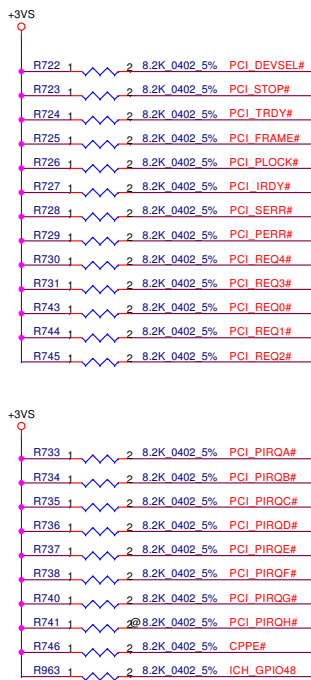 +3VS
R722 1 2 8.2K_0402_5% PCI_DEVSEL#
R723 1 2 8.2K_0402_5% PCI_STOP#
R724 1 2 8.2K_0402_5% PCI_TRDY#
R725 1 2 8.2K_0402_5% PCI_FRAME#
R726 1 2 8.2K_0402_5% PCI_PLOCK#
R727 1 2 8.2K_0402_5% PCI_IRDY#
R728 1 2 8.2K_0402_5% PCI_SERR#
R729 1 2 8.2K_0402_5% PCI_PERR#
R730 1 2 8.2K_0402_5% PCI_REQ4#
R731 1 2 8.2K_0402_5% PCI_REQ3#
R743 1 2 8.2K_0402_5% PCI_REQ0#
R744 1 2 8.2K_0402_5% PCI_REQ1#
R745 1 2 8.2K_0402_5% PCI_REQ2#
+3VS
R733 1 2 8.2K_0402_5% PCI_PIRQA#
R734 1 2 8.2K_0402_5% PCI_PIRQB#
R735 1 2 8.2K_0402_5% PCI_PIRQC#
R736 1 2 8.2K_0402_5% PCI_PIRQD#
R737 1 2 8.2K_0402_5% PCI_PIRQE#
R738 1 2 8.2K_0402_5% PCI_PIRQF#
R740 1 2 8.2K_0402_5% PCI_PIRQG#
R741 1 2@ 8.2K_0402_5% PCI_PIRQH#
R746 1 2 8.2K_0402_5% CPPE#
R963 1 2 8.2K_0402_5% ICH_GPIO48